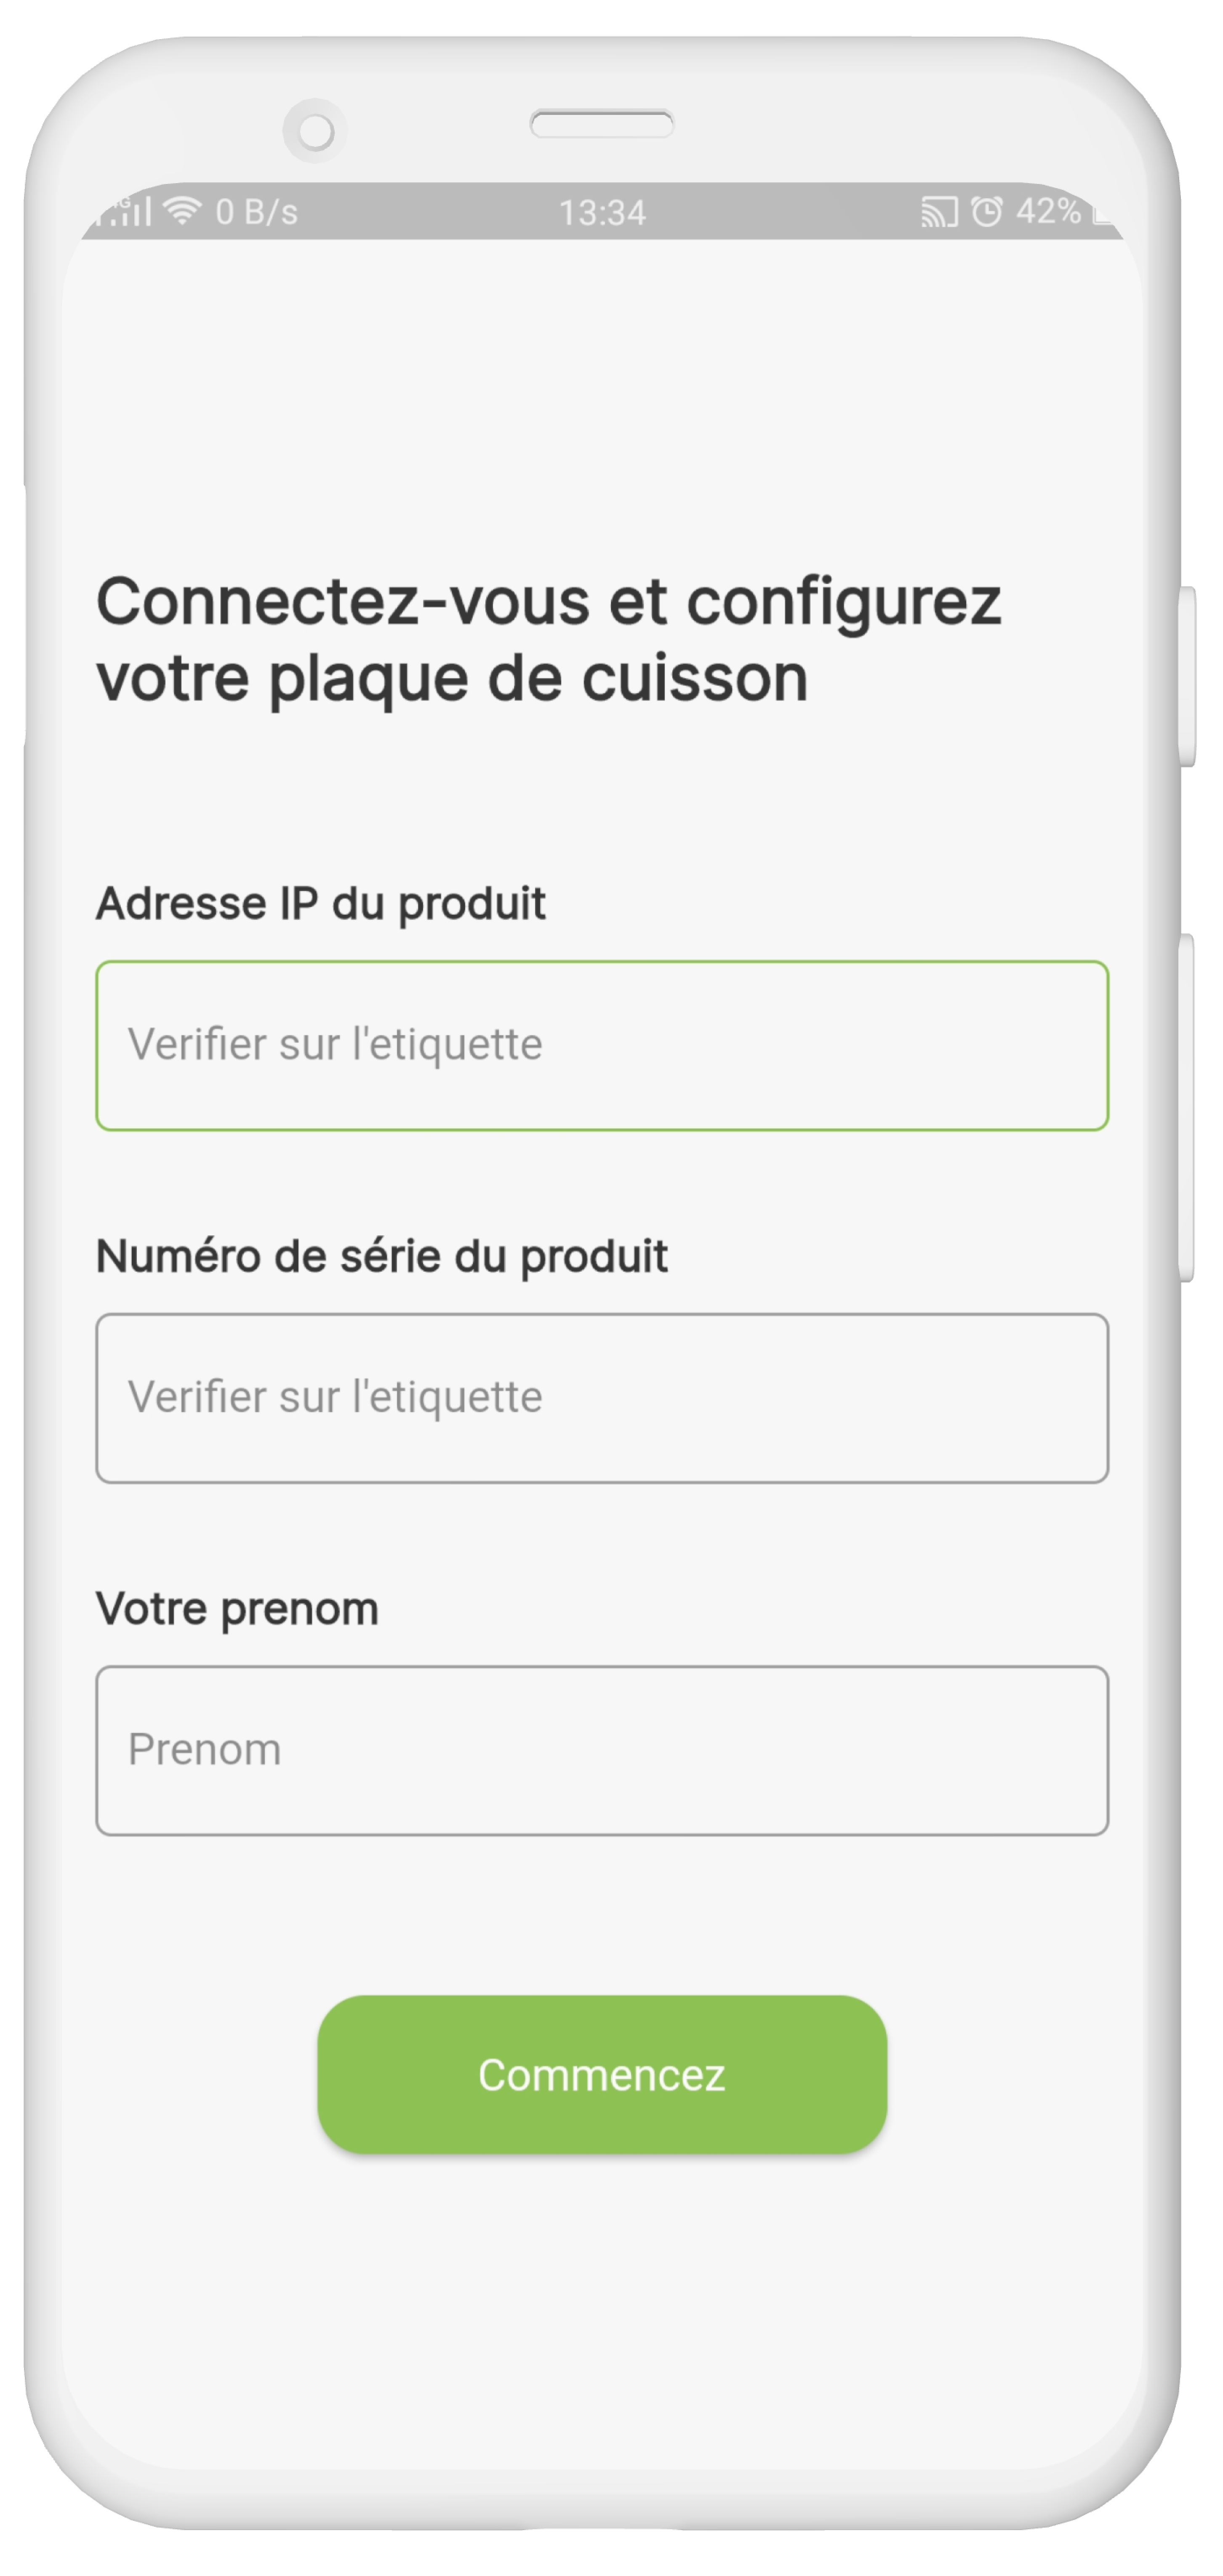 0 B/s 13:34 42%
Connectez-vous et configurez
votre plaque de cuisson
Adresse IP du produit
Verifier sur l'etiquette
Numéro de série du produit
Verifier sur l'etiquette
Votre prenom
Prenom
Commencez